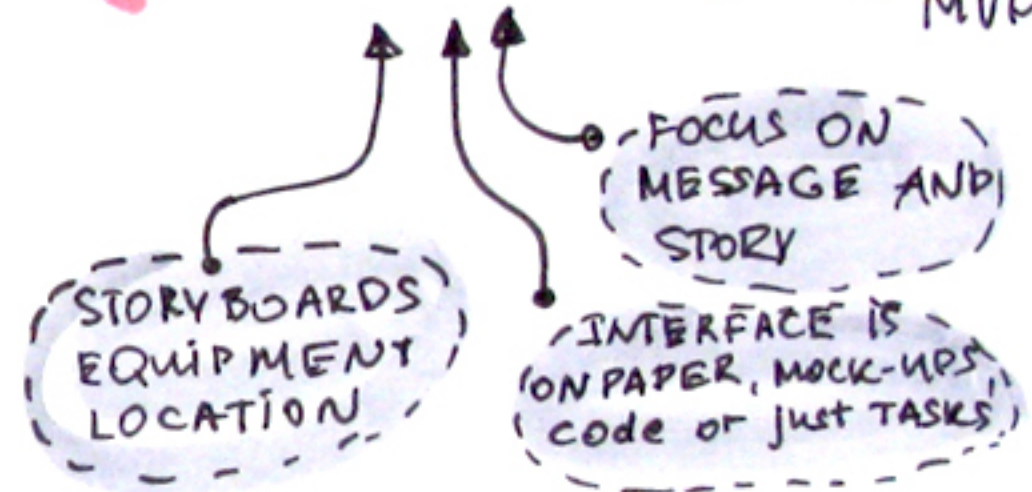 FOCUS ON
MESSAGE AND
STORY
STORYBOARDS
EQUIPMENT
LOCATION
INTERFACE IS
ON PAPER, MOCK-UPS,
code or just TASKS